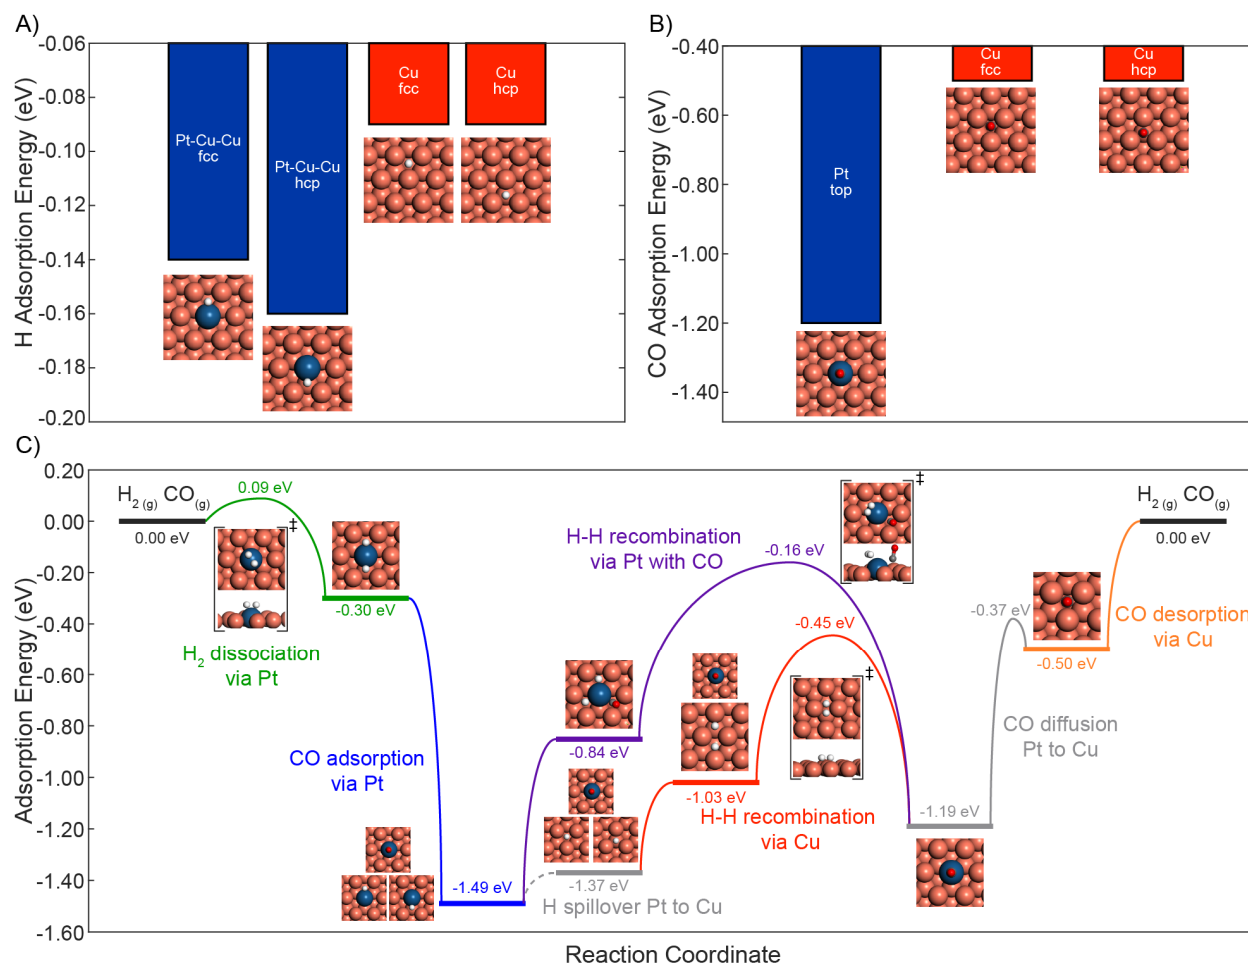 A)
H Adsorption Energy (eV)
-0.06
-0.08
-0.10
-0.12
-0.14
-0.16
-0.18
-0.20
Pt-Cu-Cu
fcc
Pt-Cu-Cu
hcp
Cu
fcc
Cu
hcp
B)
CO Adsorption Energy (eV)
-0.40
-0.60
-0.80
-1.00
-1.20
-1.40
Pt
top
Cu
fcc
Cu
hcp
C)
Adsorption Energy (eV)
0.20
0.00
-0.20
-0.40
-0.60
-0.80
-1.00
-1.20
-1.40
-1.60
H2 (g) CO(g)
0.00 eV
0.09 eV
‡
-0.30 eV
H2 dissociation
via Pt
CO adsorption
via Pt
-1.49 eV
H-H recombination
via Pt with CO
-0.16 eV
‡
-0.84 eV
-1.37 eV
H spillover Pt to Cu
-1.03 eV
-0.45 eV
‡
H-H recombination
via Cu
-1.19 eV
-0.37 eV
CO diffusion
Pt to Cu
-0.50 eV
CO desorption
via Cu
H2 (g) CO(g)
0.00 eV
Reaction Coordinate